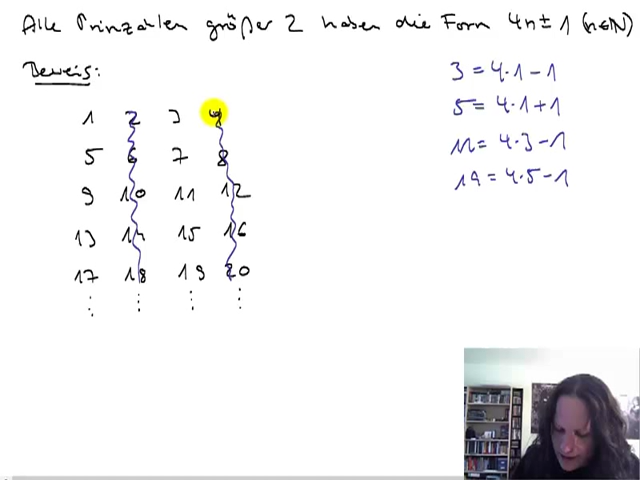 Alle Primzahlen größer 2 haben die Form 4n ± 1 (n∈ℕ)
Beweis:
1 2 3 4
5 6 7 8
9 10 11 12
13 14 15 16
17 18 19 20
⋮ ⋮ ⋮ ⋮
3 = 4·1-1
5 = 4·1+1
11 = 4·3-1
19 = 4·5-1